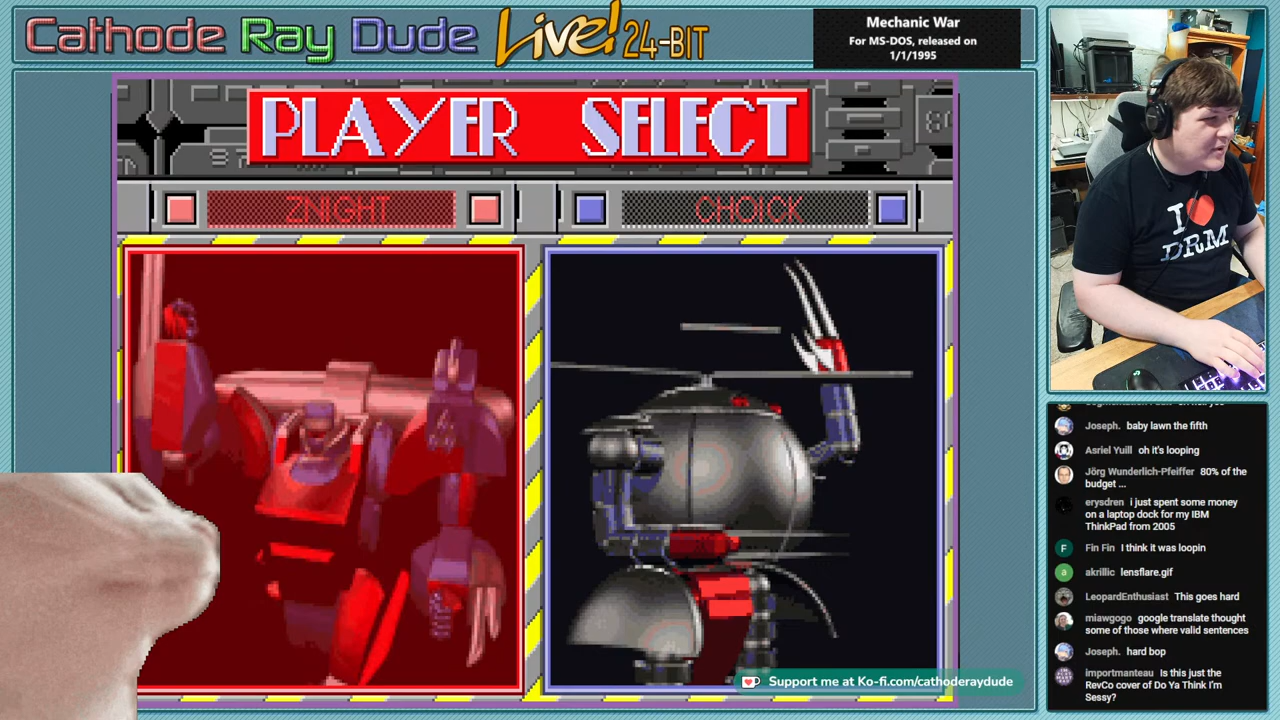 Cathode Ray Dude Live! 24-BIT
Mechanic War
For MS-DOS, released on
1/1/1995
PLAYER SELECT
ZNIGHT
CHOICK
I
DRM
Joseph. baby lawn the fifth
Asriel Yuill oh it's looping
Jörg Wunderlich-Pfeiffer 80% of the
budget ...
erysdren i just spent some money
on a laptop dock for my IBM
ThinkPad from 2005
F
Fin Fin I think it was loopin
a
akrillic lensflare.gif
LeopardEnthusiast This goes hard
miawgogo google translate thought
some of those where valid sentences
Joseph. hard bop
importmanteau Is this just the
RevCo cover of Do Ya Think I'm
Sessy?
Support me at Ko-fi.com/cathoderaydude